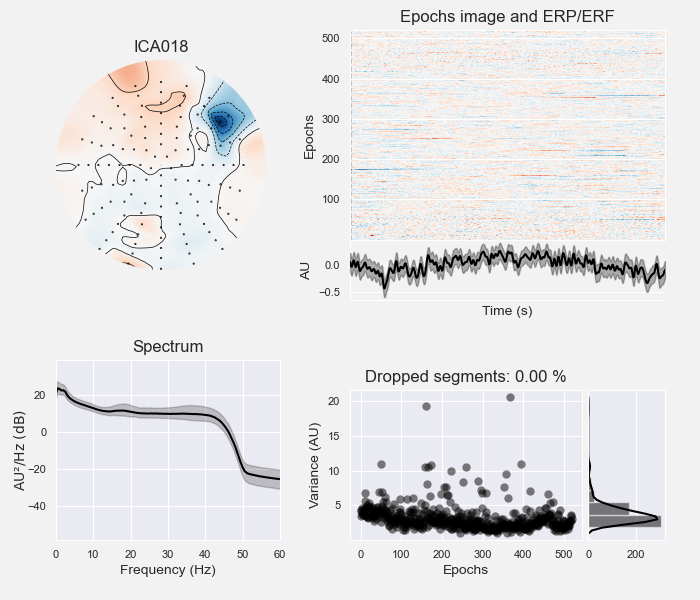 ICA018
Epochs image and ERP/ERF
Epochs
500
400
300
200
100
AU
0.0
−0.5
Time (s)
Spectrum
AU²/Hz (dB)
20
0
−20
−40
0 10 20 30 40 50 60
Frequency (Hz)
Dropped segments: 0.00 %
Variance (AU)
20
15
10
5
0 100 200 300 400 500
Epochs
0 200